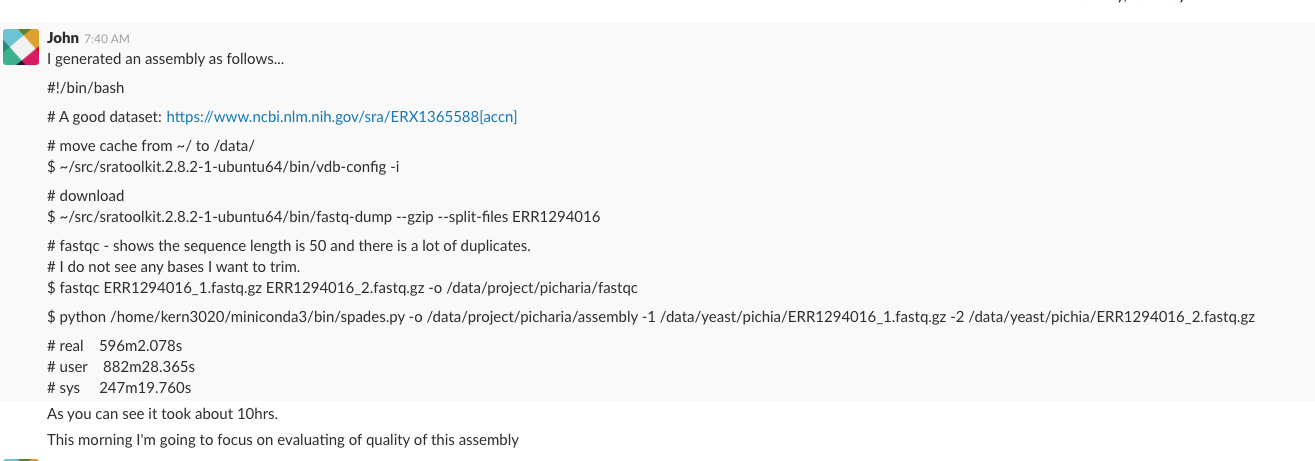 John 7:40 AM
I generated an assembly as follows...
#!/bin/bash
# A good dataset: https://www.ncbi.nlm.nih.gov/sra/ERX1365588[accn]
# move cache from ~/ to /data/
$ ~/src/sratoolkit.2.8.2-1-ubuntu64/bin/vdb-config -i
# download
$ ~/src/sratoolkit.2.8.2-1-ubuntu64/bin/fastq-dump --gzip --split-files ERR1294016
# fastqc - shows the sequence length is 50 and there is a lot of duplicates.
# I do not see any bases I want to trim.
$ fastqc ERR1294016_1.fastq.gz ERR1294016_2.fastq.gz -o /data/project/picharia/fastqc
$ python /home/kern3020/miniconda3/bin/spades.py -o /data/project/picharia/assembly -1 /data/yeast/pichia/ERR1294016_1.fastq.gz -2 /data/yeast/pichia/ERR1294016_2.fastq.gz
# real 596m2.078s
# user 882m28.365s
# sys 247m19.760s
As you can see it took about 10hrs.
This morning I'm going to focus on evaluating of quality of this assembly